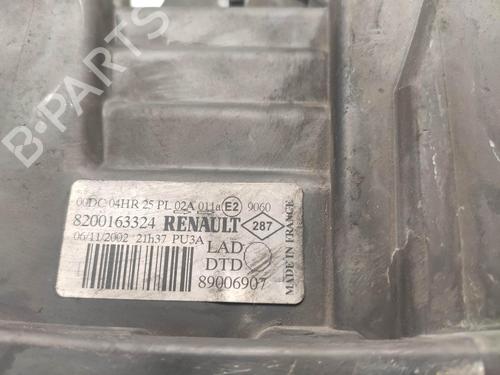 B-PARTS
00DC 04HR 25 PL 02A 011a E2 9060
8200163324 RENAULT 287
06/11/2002 21h37 PU3A
LAD
DTD
89006907
MADE IN FRANCE